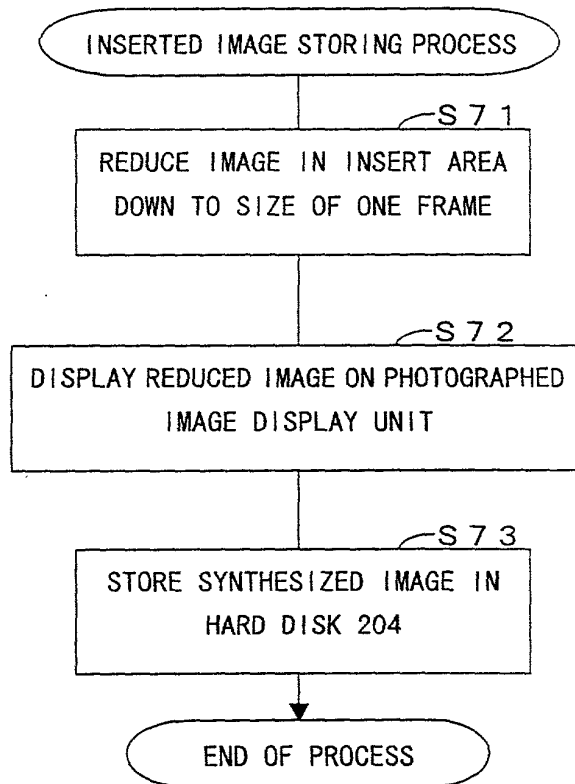 INSERTED IMAGE STORING PROCESS
S71
REDUCE IMAGE IN INSERT AREA
DOWN TO SIZE OF ONE FRAME
S72
DISPLAY REDUCED IMAGE ON PHOTOGRAPHED
IMAGE DISPLAY UNIT
S73
STORE SYNTHESIZED IMAGE IN
HARD DISK 204
END OF PROCESS